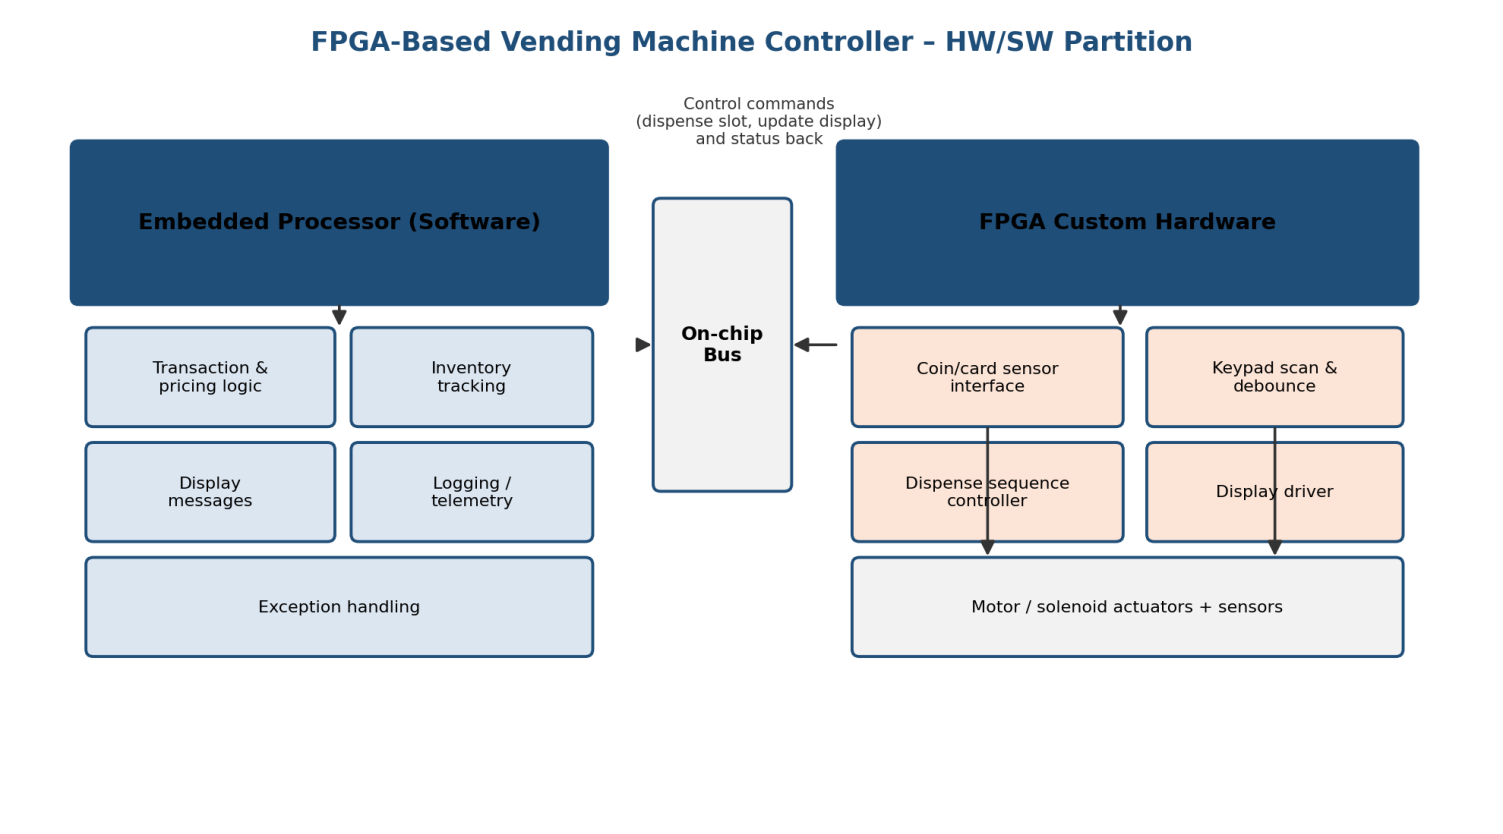 FPGA-Based Vending Machine Controller – HW/SW Partition
Control commands
(dispense slot, update display)
and status back
Embedded Processor (Software)
FPGA Custom Hardware
On-chip
Bus
Transaction &
pricing logic
Inventory
tracking
Display
messages
Logging /
telemetry
Exception handling
Coin/card sensor
interface
Keypad scan &
debounce
Dispense sequence
controller
Display driver
Motor / solenoid actuators + sensors